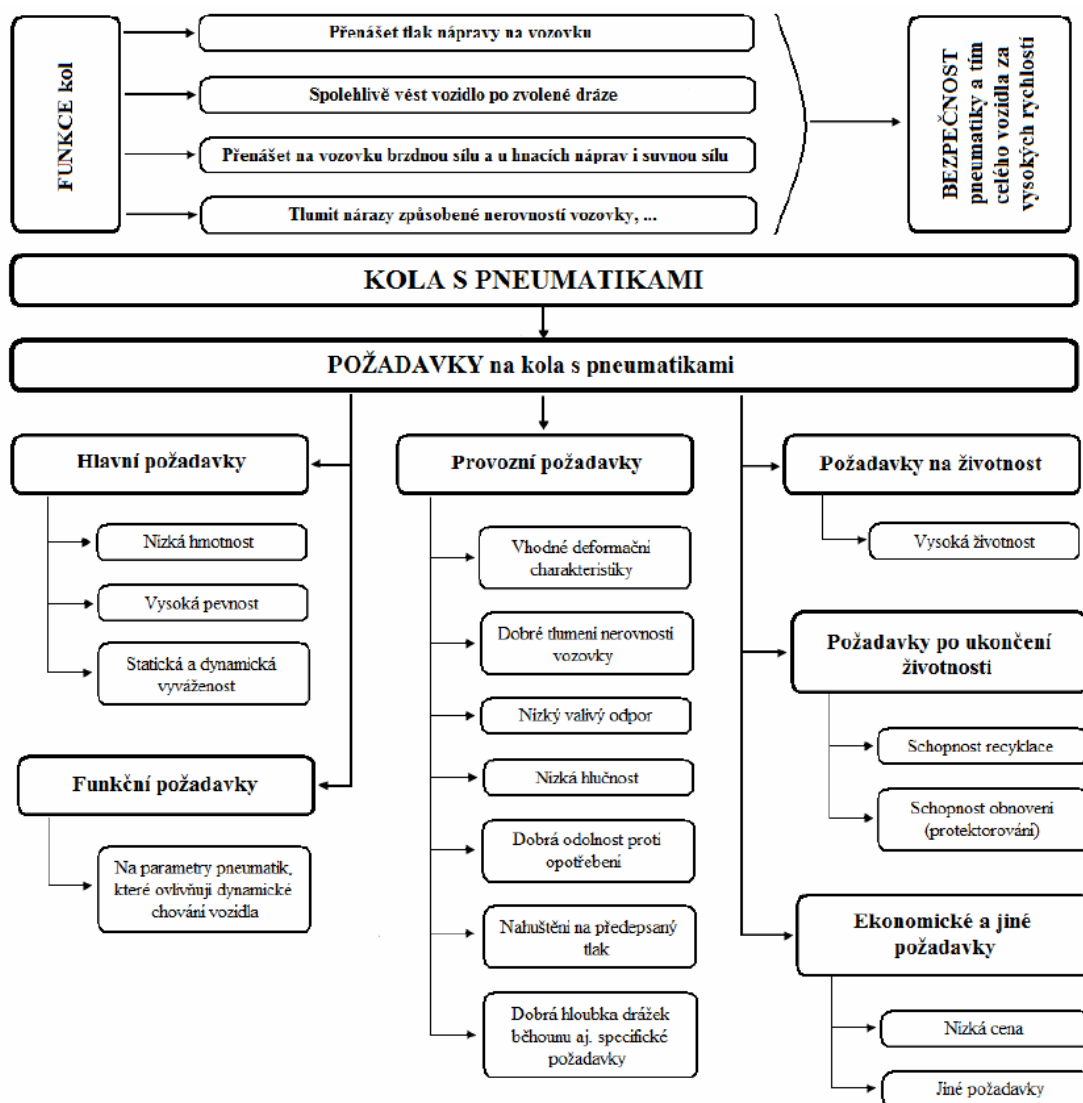 FUNKCE kol
Přenášet tlak nápravy na vozovku
Spolehlivě vést vozidlo po zvolené dráze
Přenášet na vozovku brzdnou sílu a u hnacích náprav i suvnou sílu
Tlumit nárazy způsobené nerovností vozovky, ...
BEZPEČNOST
pneumatiky a tím
celého vozidla za
vysokých rychlostí
KOLA S PNEUMATIKAMI
POŽADAVKY na kola s pneumatikami
Hlavní požadavky
Nízká hmotnost
Vysoká pevnost
Statická a dynamická
vyváženost
Funkční požadavky
Na parametry pneumatik,
které ovlivňují dynamické
chování vozidla
Provozní požadavky
Vhodné deformační
charakteristiky
Dobré tlumení nerovností
vozovky
Nízký valivý odpor
Nízká hlučnost
Dobrá odolnost proti
opotřebení
Nahuštění na předepsaný
tlak
Dobrá hloubka drážek
běhounu aj. specifické
požadavky
Požadavky na životnost
Vysoká životnost
Požadavky po ukončení
životnosti
Schopnost recyklace
Schopnost obnovení
(protektorování)
Ekonomické a jiné
požadavky
Nízká cena
Jiné požadavky